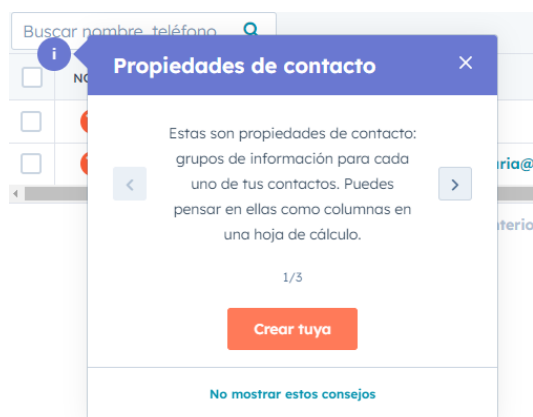 Buscar nombre, teléfono
i
Propiedades de contacto
Estas son propiedades de contacto:
grupos de información para cada
uno de tus contactos. Puedes
pensar en ellas como columnas en
una hoja de cálculo.
1/3
Crear tuya
No mostrar estos consejos